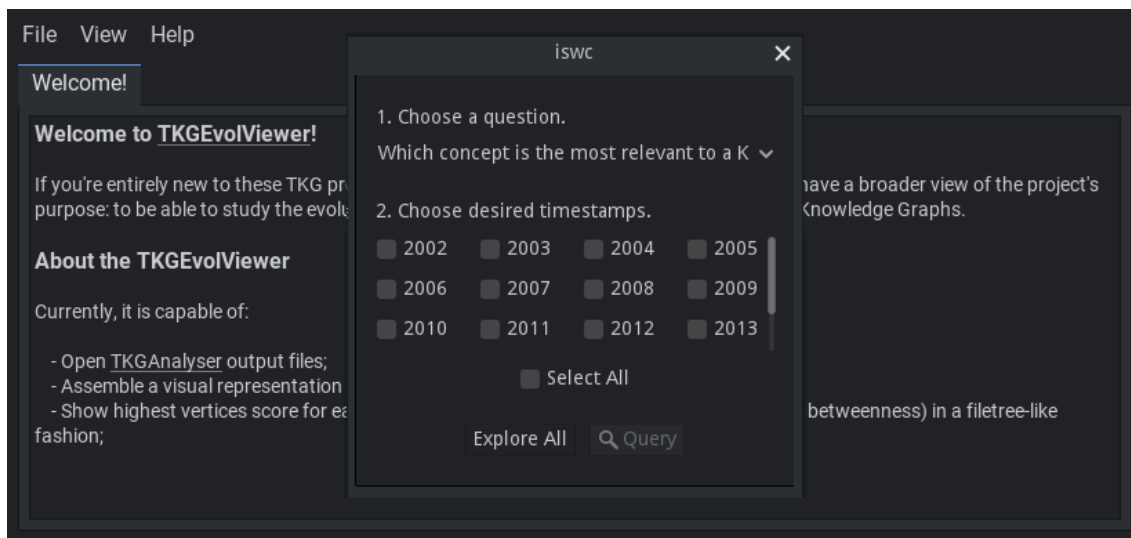 File View Help
Welcome!
Welcome to TKGEvolViewer!
If you're entirely new to these TKG
have a broader view of the project's
purpose: to be able to study the
Knowledge Graphs.
About the TKGEvolViewer
Currently, it is capable of:
- Open TKGAnalyser output files;
- Assemble a visual representation
- Show highest vertices score for
betweenness) in a filetree-like
fashion;
iswc
1. Choose a question.
Which concept is the most relevant to a K
2. Choose desired timestamps.
2002 2003 2004 2005
2006 2007 2008 2009
2010 2011 2012 2013
Select All
Explore All Query